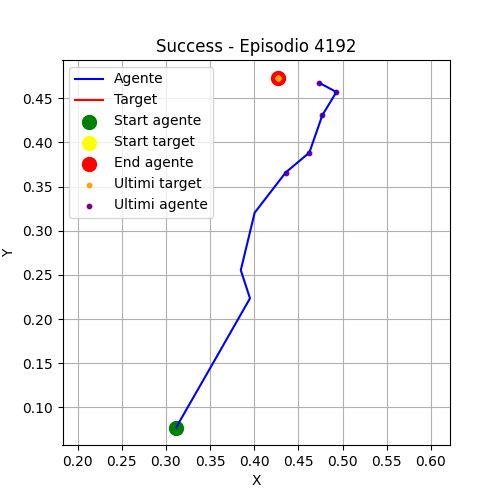 Success - Episodio 4192
Agente
Target
Start agente
Start target
End agente
Ultimi target
Ultimi agente
Y
0.45
0.40
0.35
0.30
0.25
0.20
0.15
0.10
0.20 0.25 0.30 0.35 0.40 0.45 0.50 0.55 0.60
X